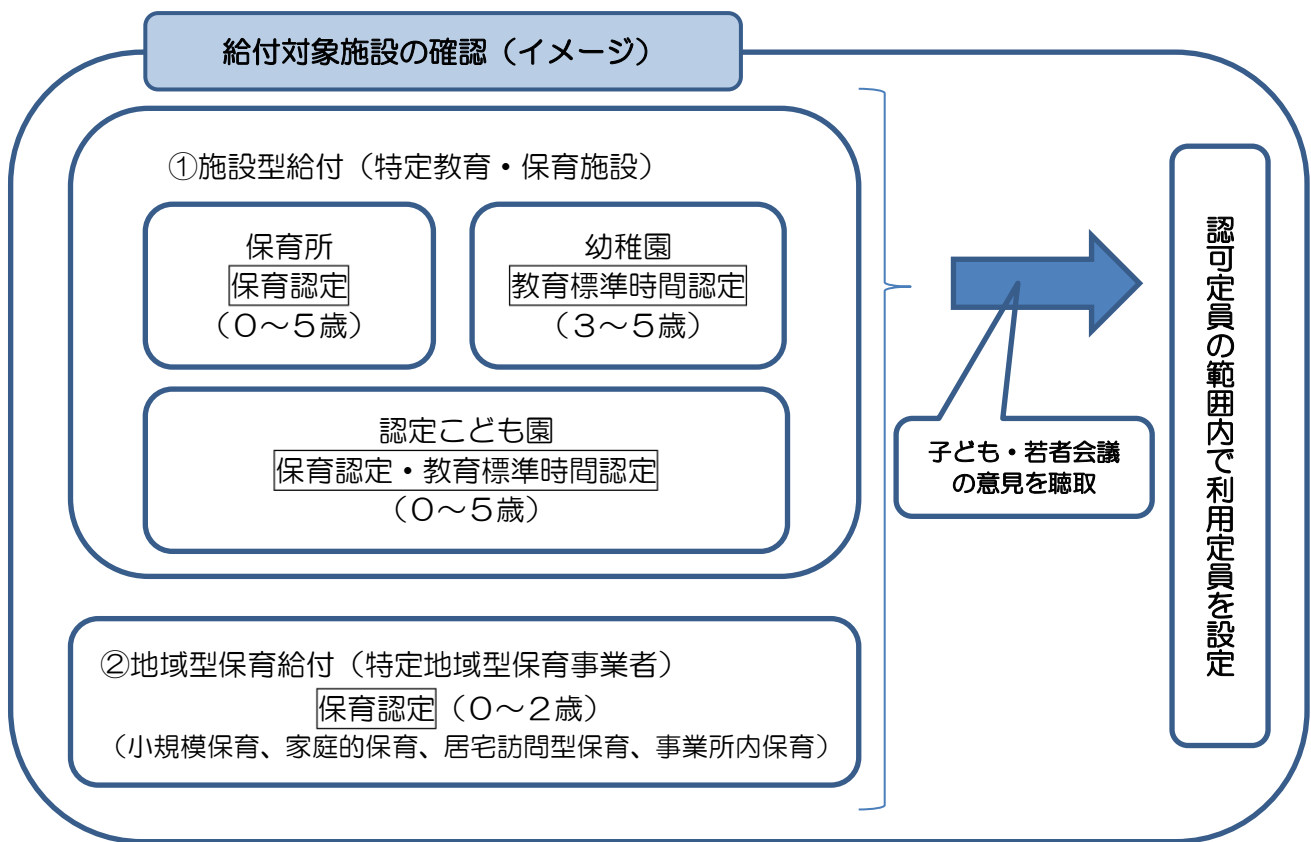 給付対象施設の確認（イメージ）
①施設型給付（特定教育・保育施設）
保育所
保育認定
（０～５歳）
幼稚園
教育標準時間認定
（３～５歳）
認定こども園
保育認定・教育標準時間認定
（０～５歳）
②地域型保育給付（特定地域型保育事業者）
保育認定（０～２歳）
（小規模保育、家庭的保育、居宅訪問型保育、事業所内保育）
子ども・若者会議
の意見を聴取
認可定員の範囲内で利用定員を設定